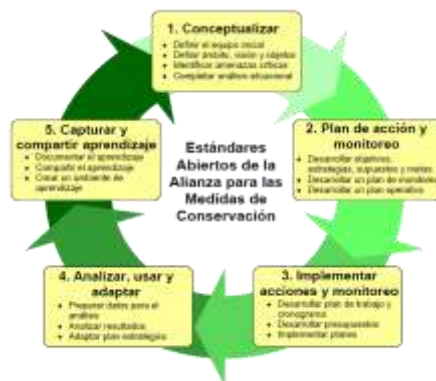 1. Conceptualizar
• Definir el equipo inicial
• Definir ámbito, visión y objetos
• Identificar amenazas críticas
• Completar análisis situacional
5. Capturar y
compartir aprendizaje
• Documentar el aprendizaje
• Compartir el aprendizaje
• Crear un ambiente de
aprendizaje
Estándares
Abiertos de la
Alianza para las
Medidas de
Conservación
2. Plan de acción y
monitoreo
• Desarrollar objetivos,
estrategias, supuestos y metas
• Desarrollar un plan de monitoreo
• Desarrollar un plan operativo
4. Analizar, usar y
adaptar
• Preparar datos para el
análisis
• Analizar resultados
• Adaptar plan estratégico
3. Implementar
acciones y monitoreo
• Desarrollar plan de trabajo y
cronograma
• Desarrollar presupuestos
• Implementar planes